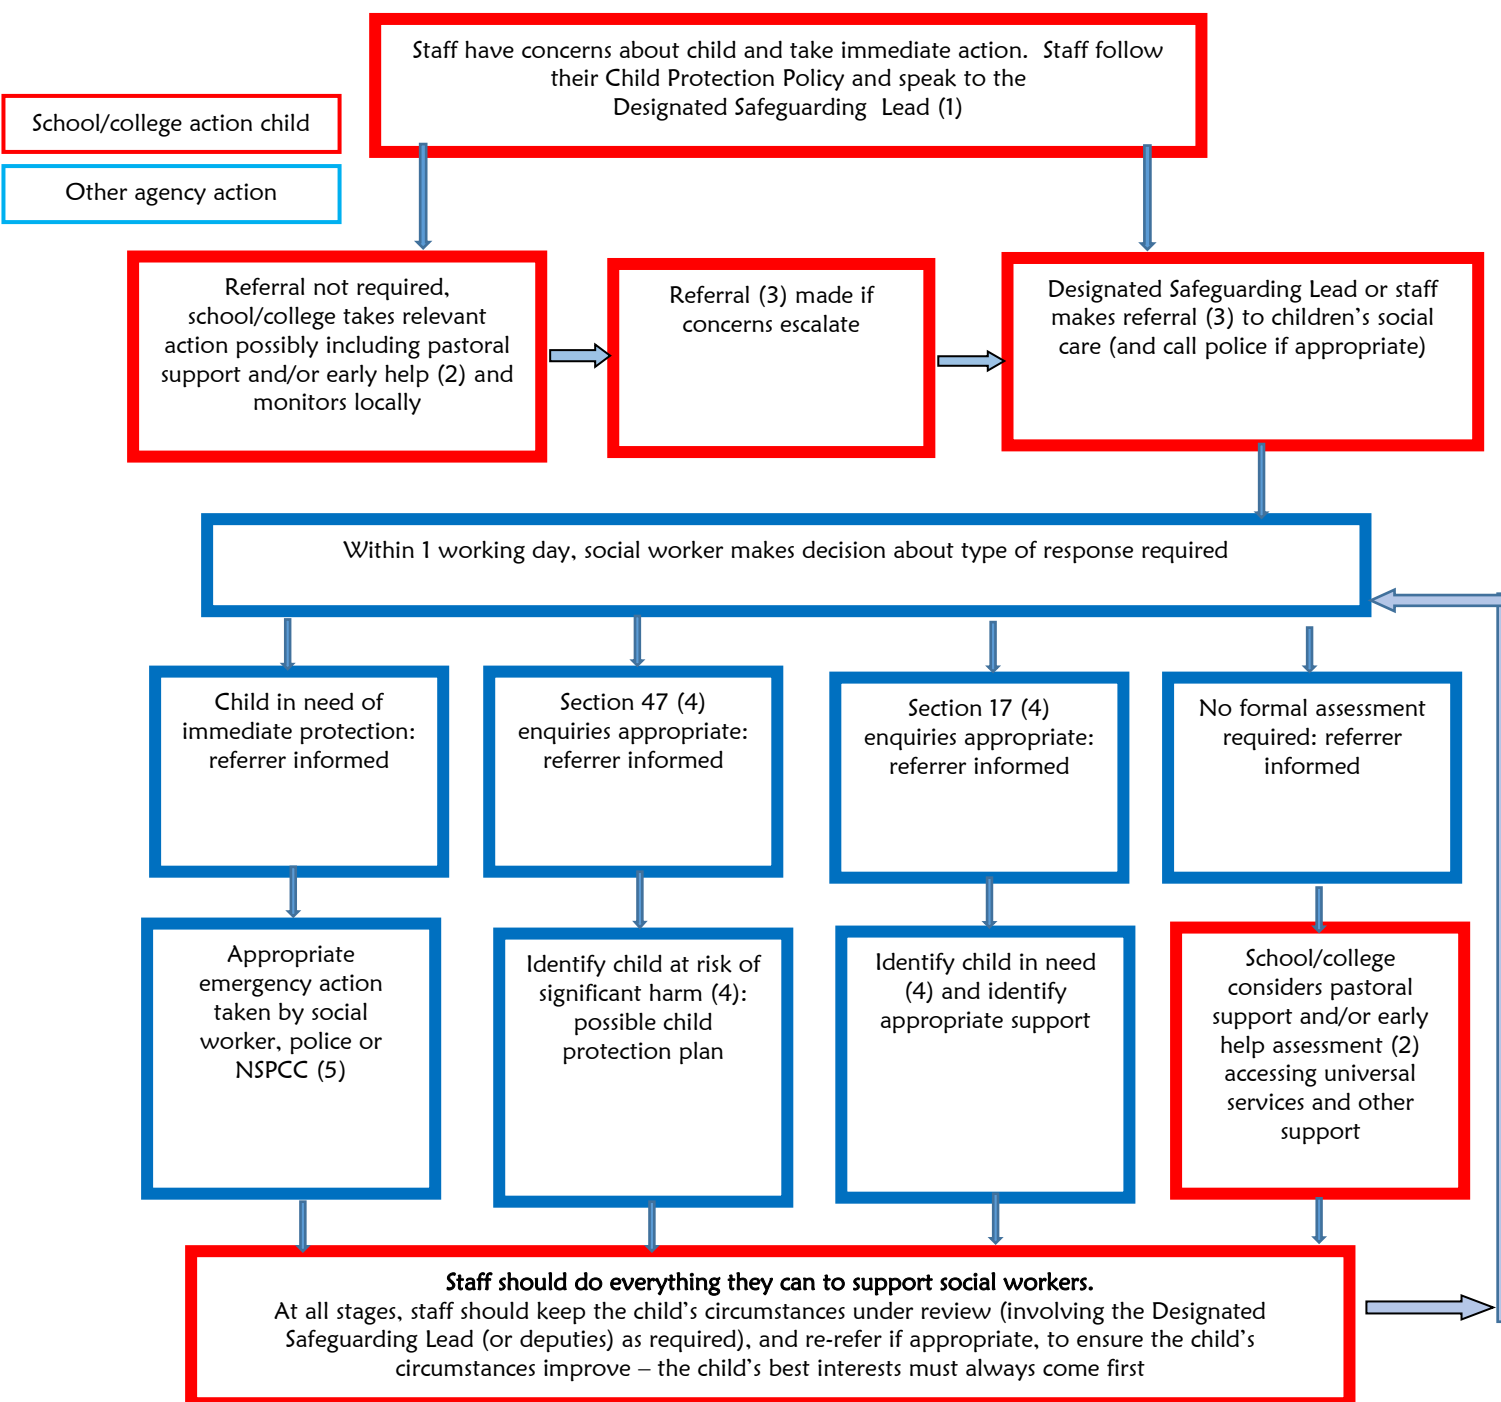 Staff have concerns about child and take immediate action.  Staff follow
their Child Protection Policy and speak to the
Designated Safeguarding  Lead (1)
School/college action child
Other agency action
Referral not required,
school/college takes relevant
action possibly including pastoral
support and/or early help (2) and
monitors locally
Referral (3) made if
concerns escalate
Designated Safeguarding Lead or staff
makes referral (3) to children’s social
care (and call police if appropriate)
Within 1 working day, social worker makes decision about type of response required
Child in need of
immediate protection:
referrer informed
Section 47 (4)
enquiries appropriate:
referrer informed
Section 17 (4)
enquiries appropriate:
referrer informed
No formal assessment
required: referrer
informed
Appropriate
emergency action
taken by social
worker, police or
NSPCC (5)
Identify child at risk of
significant harm (4):
possible child
protection plan
Identify child in need
(4) and identify
appropriate support
School/college
considers pastoral
support and/or early
help assessment (2)
accessing universal
services and other
support
Staff should do everything they can to support social workers.
At all stages, staff should keep the child’s circumstances under review (involving the Designated
Safeguarding Lead (or deputies) as required), and re-refer if appropriate, to ensure the child’s
circumstances improve – the child’s best interests must always come first